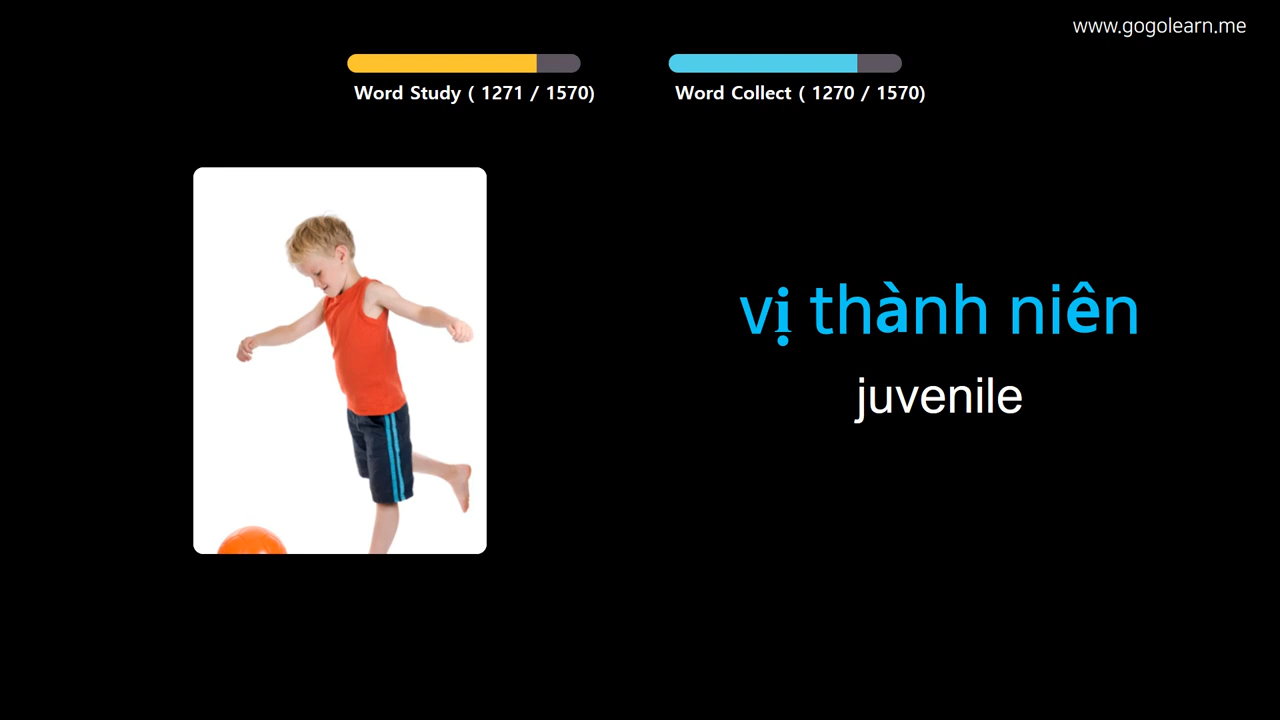 www.gogolearn.me
Word Study ( 1271 / 1570)
Word Collect ( 1270 / 1570)
vị thành niên
juvenile